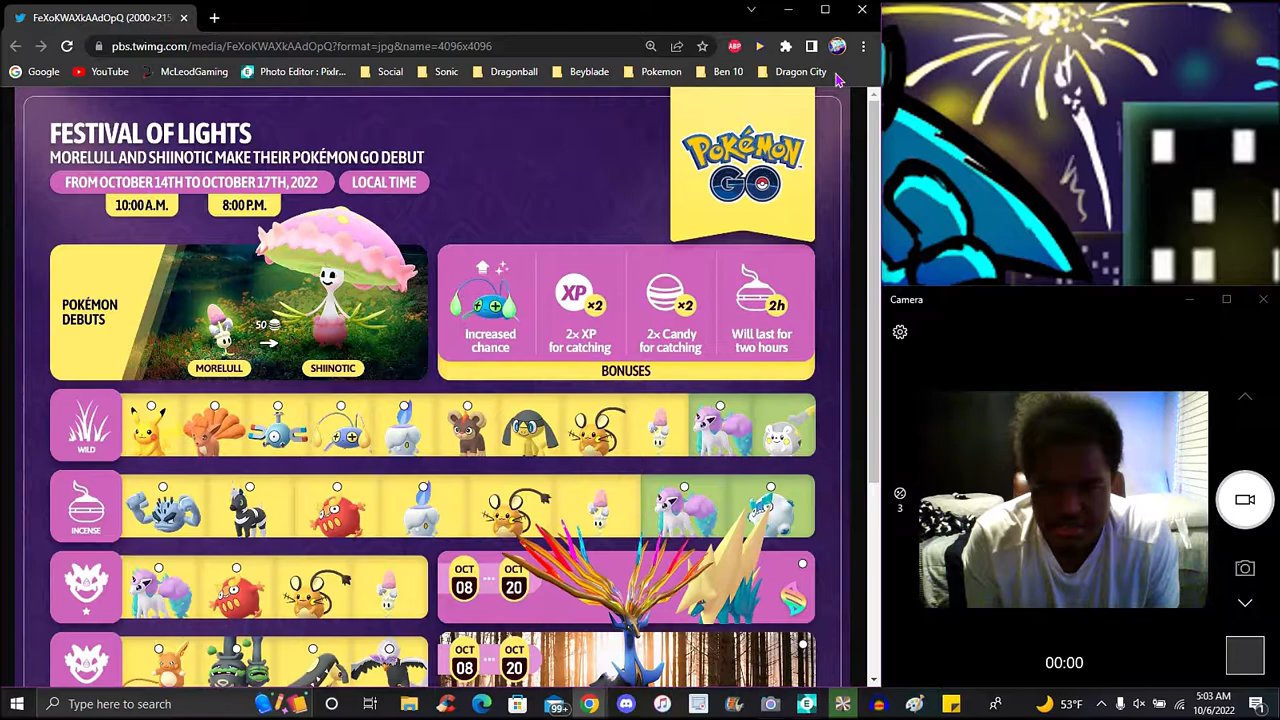 FeXoKWAXkAAdOpQ (2000×215
pbs.twimg.com/media/FeXoKWAXkAAdOpQ?format=jpg&name=4096x4096
ABP
Google
YouTube
McLeodGaming
Photo Editor : Pixlr...
Social
Sonic
Dragonball
Beyblade
Pokemon
Ben 10
Dragon City
FESTIVAL OF LIGHTS
MORELULL AND SHIINOTIC MAKE THEIR POKÉMON GO DEBUT
FROM OCTOBER 14TH TO OCTOBER 17TH, 2022
LOCAL TIME
10:00 A.M.
8:00 P.M.
POKÉMON
GO
POKÉMON
DEBUTS
50
MORELULL
SHIINOTIC
XP
×2
×2
2h
Increased
chance
2× XP
for catching
2× Candy
for catching
Will last for
two hours
BONUSES
WILD
INCENSE
OCT
08
OCT
20
OCT
08
OCT
20
Camera
3
00:00
Type here to search
99+
53°F
5:03 AM
10/6/2022